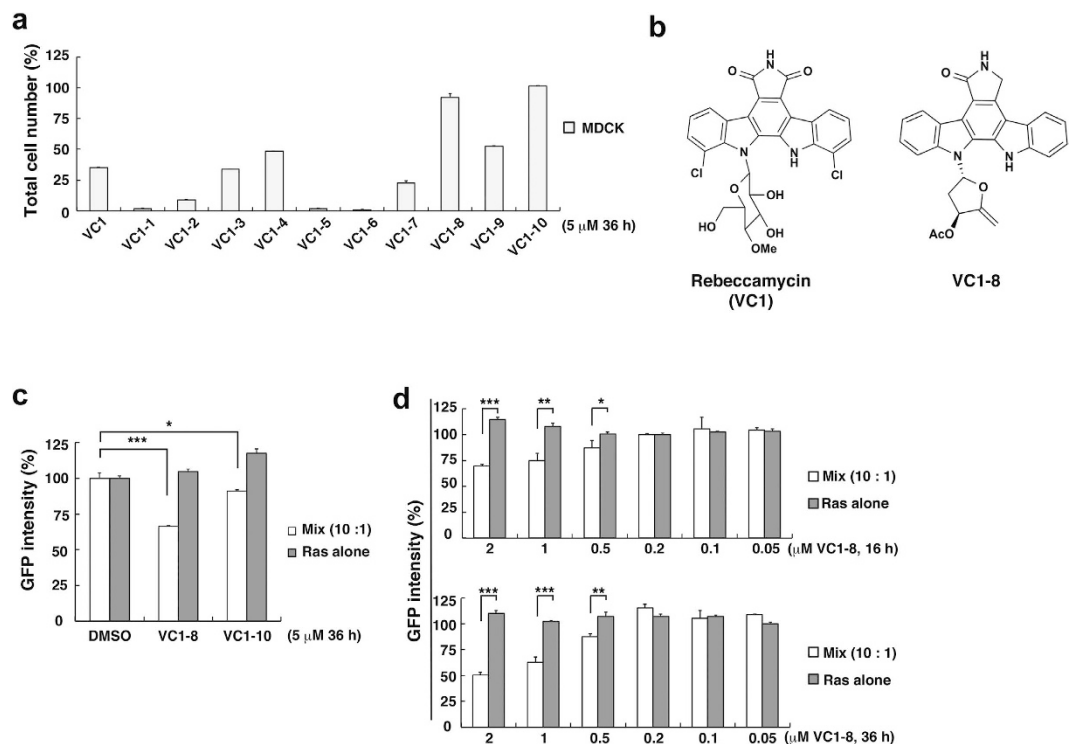 a
Total cell number (%)
125
100
75
50
25
0
VC1
VC1-1
VC1-2
VC1-3
VC1-4
VC1-5
VC1-6
VC1-7
VC1-8
VC1-9
VC1-10
(5 μM 36 h)
MDCK
b
H
N
O
O
N
N
H
Cl
Cl
O
OH
HO
HO
OH
OMe
Rebeccamycin
(VC1)
H
O
N
N
NH
O
AcO
VC1-8
c
GFP intensity (%)
125
100
75
50
25
0
*
***
DMSO
VC1-8
VC1-10
(5 μM 36 h)
Mix (10 :1)
Ras alone
d
GFP intensity (%)
125
100
75
50
25
0
***
**
*
2
1
0.5
0.2
0.1
0.05
(μM VC1-8, 16 h)
Mix (10 : 1)
Ras alone
125
100
75
50
25
0
***
***
**
2
1
0.5
0.2
0.1
0.05
(μM VC1-8, 36 h)
Mix (10 : 1)
Ras alone